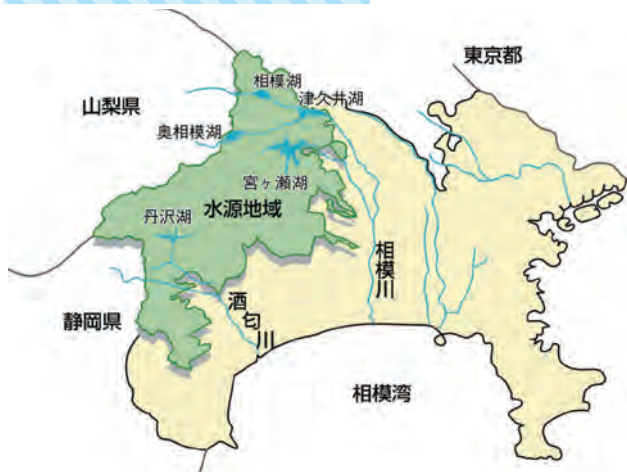 東京都
相模湖
津久井湖
山梨県
奥相模湖
宮ヶ瀬湖
水源地域
丹沢湖
相模川
酒匂川
静岡県
相模湾